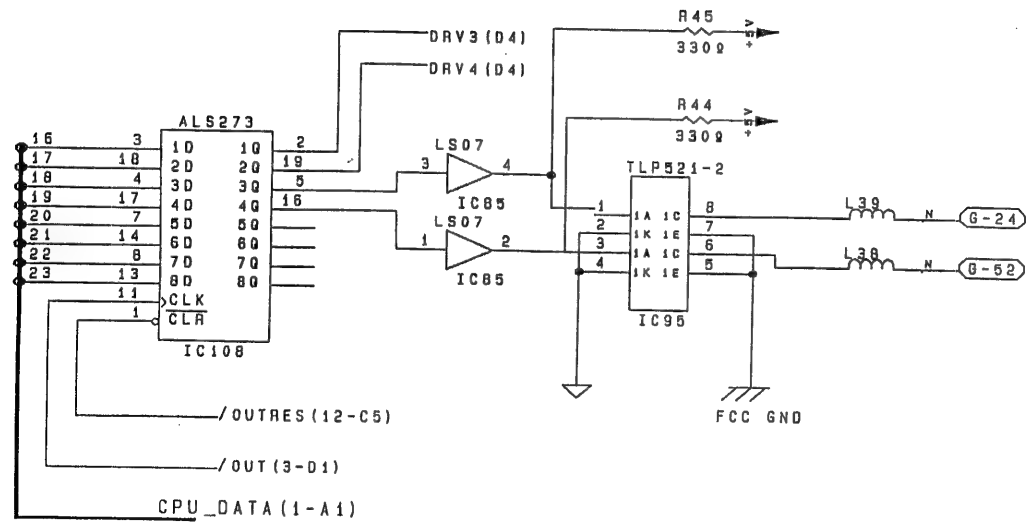 R45
DRV3(D4)
330Ω
+5V
DRV4(D4)
R44
ALS273
330Ω
+5V
16 3 1D 1Q 2
17 18 2D 2Q 19
18 4 3D 3Q 5
19 17 4D 4Q 16
20 7 5D 5Q
21 14 6D 6Q
22 8 7D 7Q
23 13 8D 8Q
11 CLK
1 CLR
IC108
LS07
3 4
IC85
LS07
1 2
IC85
TLP521-2
1 1A 1C 8
2 1K 1E 7
3 1A 1C 6
4 1K 1E 5
IC95
L39
N
G-24
L38
N
G-52
FCC GND
/OUTRES(12-C5)
/OUT(3-D1)
CPU_DATA(1-A1)